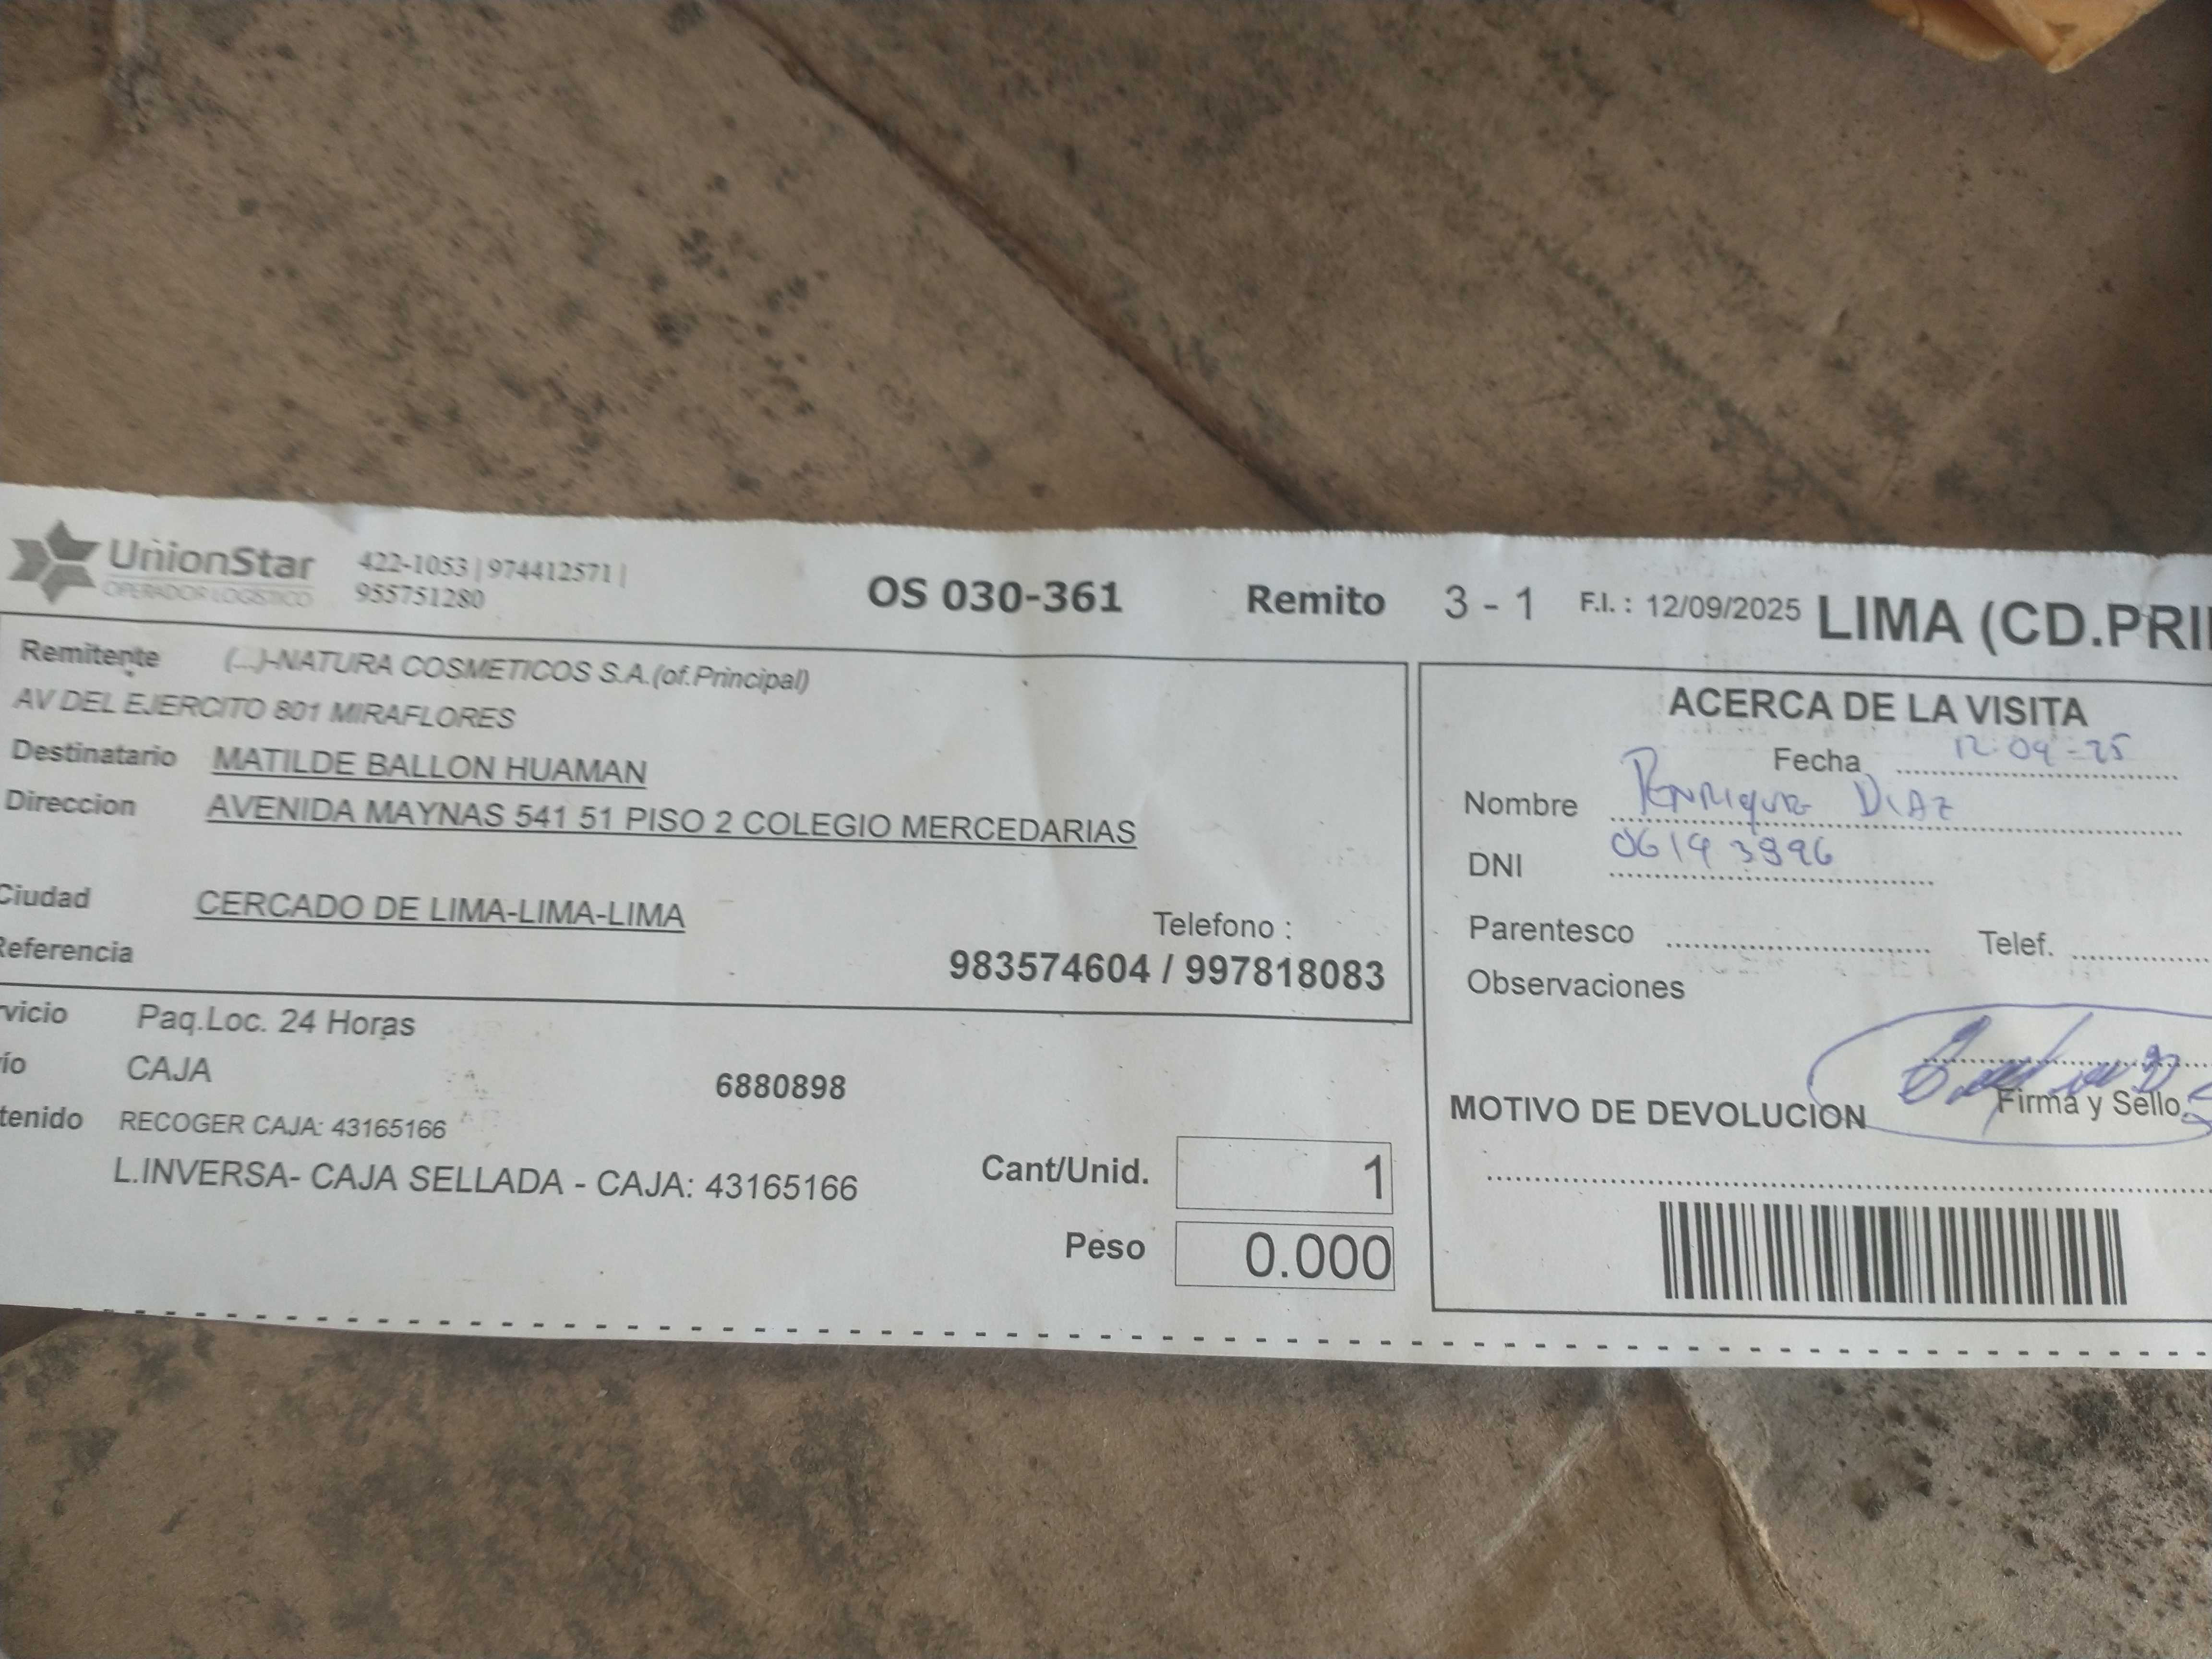 UnionStar
OPERADOR LOGISTICO
422-1053 | 974412571 |
955751280
OS 030-361 Remito 3 - 1 F.I. : 12/09/2025 LIMA (CD.PRI
Remitente (...)-NATURA COSMETICOS S.A.(of.Principal)
AV DEL EJERCITO 801 MIRAFLORES
Destinatario MATILDE BALLON HUAMAN
Direccion AVENIDA MAYNAS 541 51 PISO 2 COLEGIO MERCEDARIAS
Ciudad CERCADO DE LIMA-LIMA-LIMA
Telefono :
Referencia
983574604 / 997818083
rvicio Paq.Loc. 24 Horas
ío CAJA
6880898
tenido RECOGER CAJA: 43165166
L.INVERSA- CAJA SELLADA - CAJA: 43165166
Cant/Unid. 1
Peso 0.000
ACERCA DE LA VISITA
Fecha 12-09-25
Nombre ENRIQUE DIAZ
DNI 06193996
Parentesco Telef.
Observaciones
Firma y Sello
MOTIVO DE DEVOLUCION